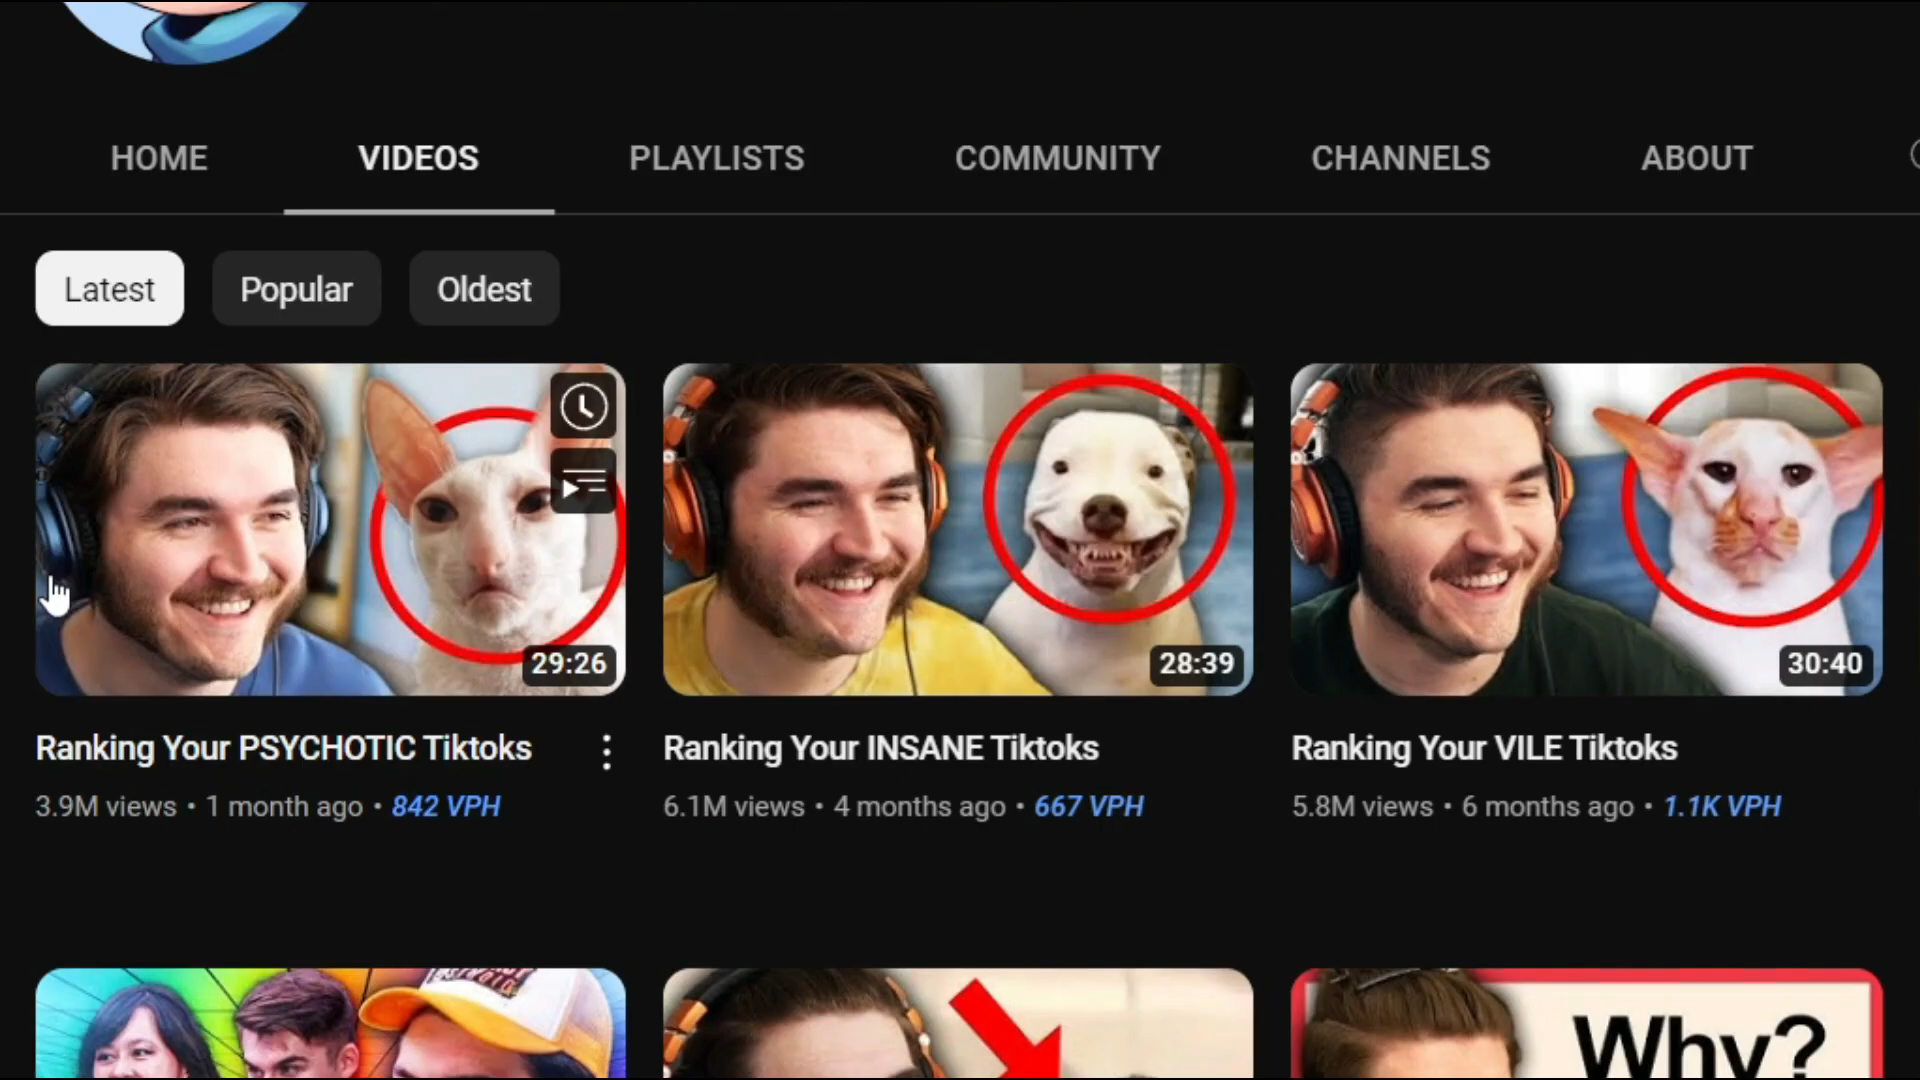 HOME VIDEOS PLAYLISTS COMMUNITY CHANNELS ABOUT
Latest Popular Oldest
29:26 28:39 30:40
Ranking Your PSYCHOTIC Tiktoks
3.9M views • 1 month ago • 842 VPH
Ranking Your INSANE Tiktoks
6.1M views • 4 months ago • 667 VPH
Ranking Your VILE Tiktoks
5.8M views • 6 months ago • 1.1K VPH
Why?